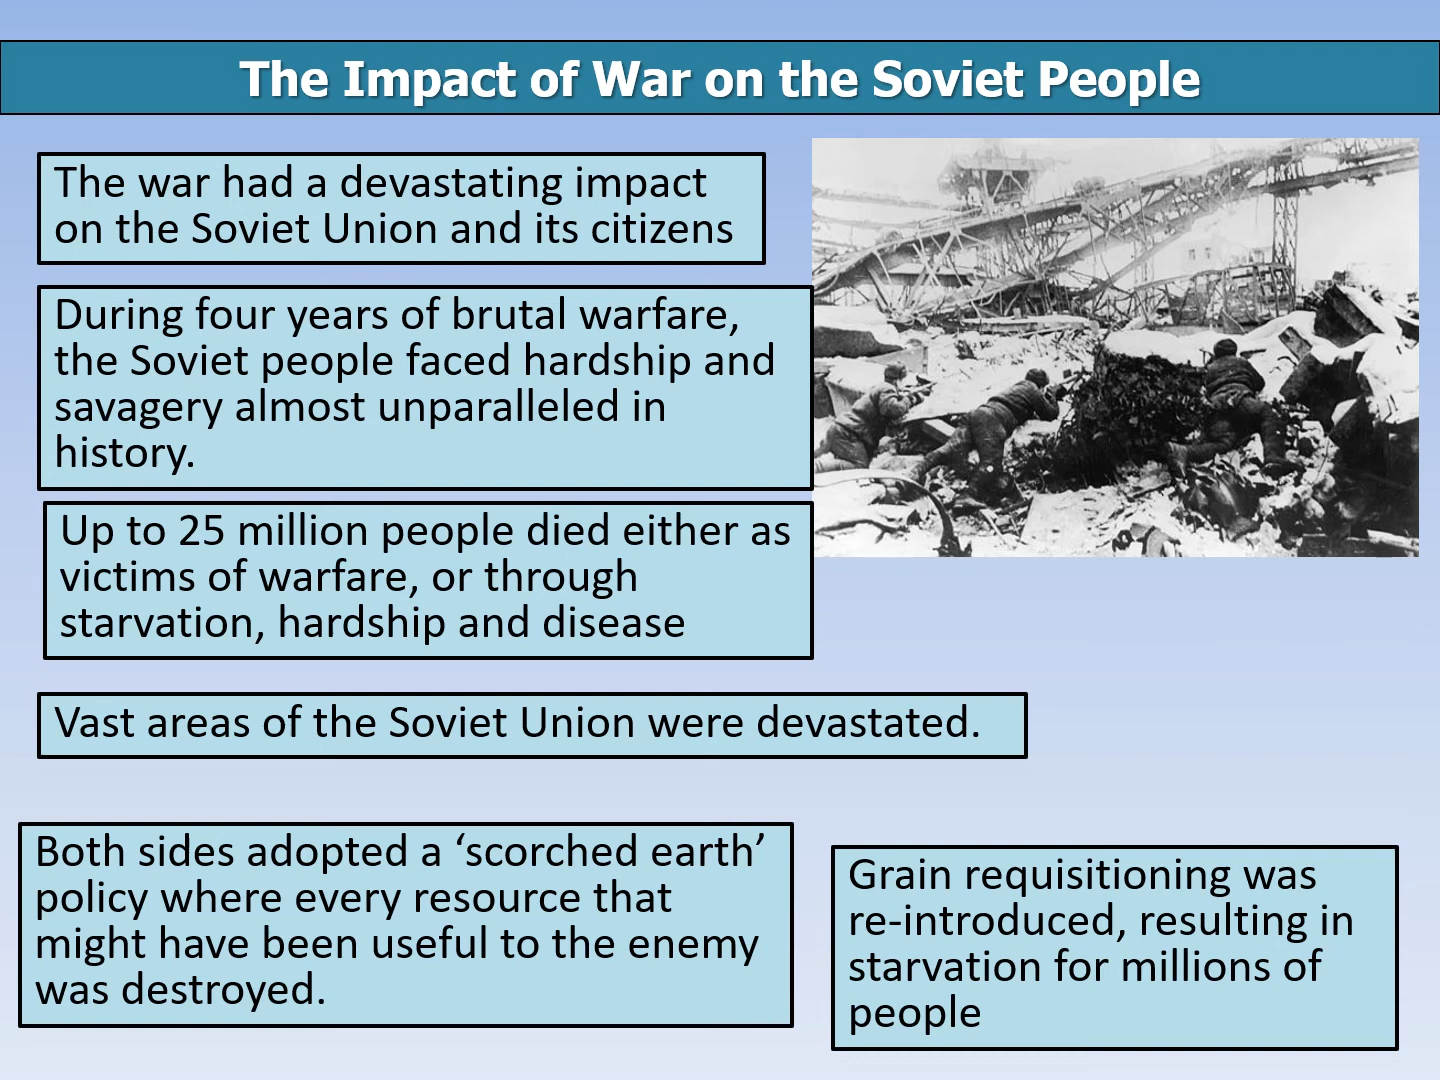 The Impact of War on the Soviet People
The war had a devastating impact
on the Soviet Union and its citizens
During four years of brutal warfare,
the Soviet people faced hardship and
savagery almost unparalleled in
history.
Up to 25 million people died either as
victims of warfare, or through
starvation, hardship and disease
Vast areas of the Soviet Union were devastated.
Both sides adopted a ‘scorched earth’
policy where every resource that
might have been useful to the enemy
was destroyed.
Grain requisitioning was
re-introduced, resulting in
starvation for millions of
people